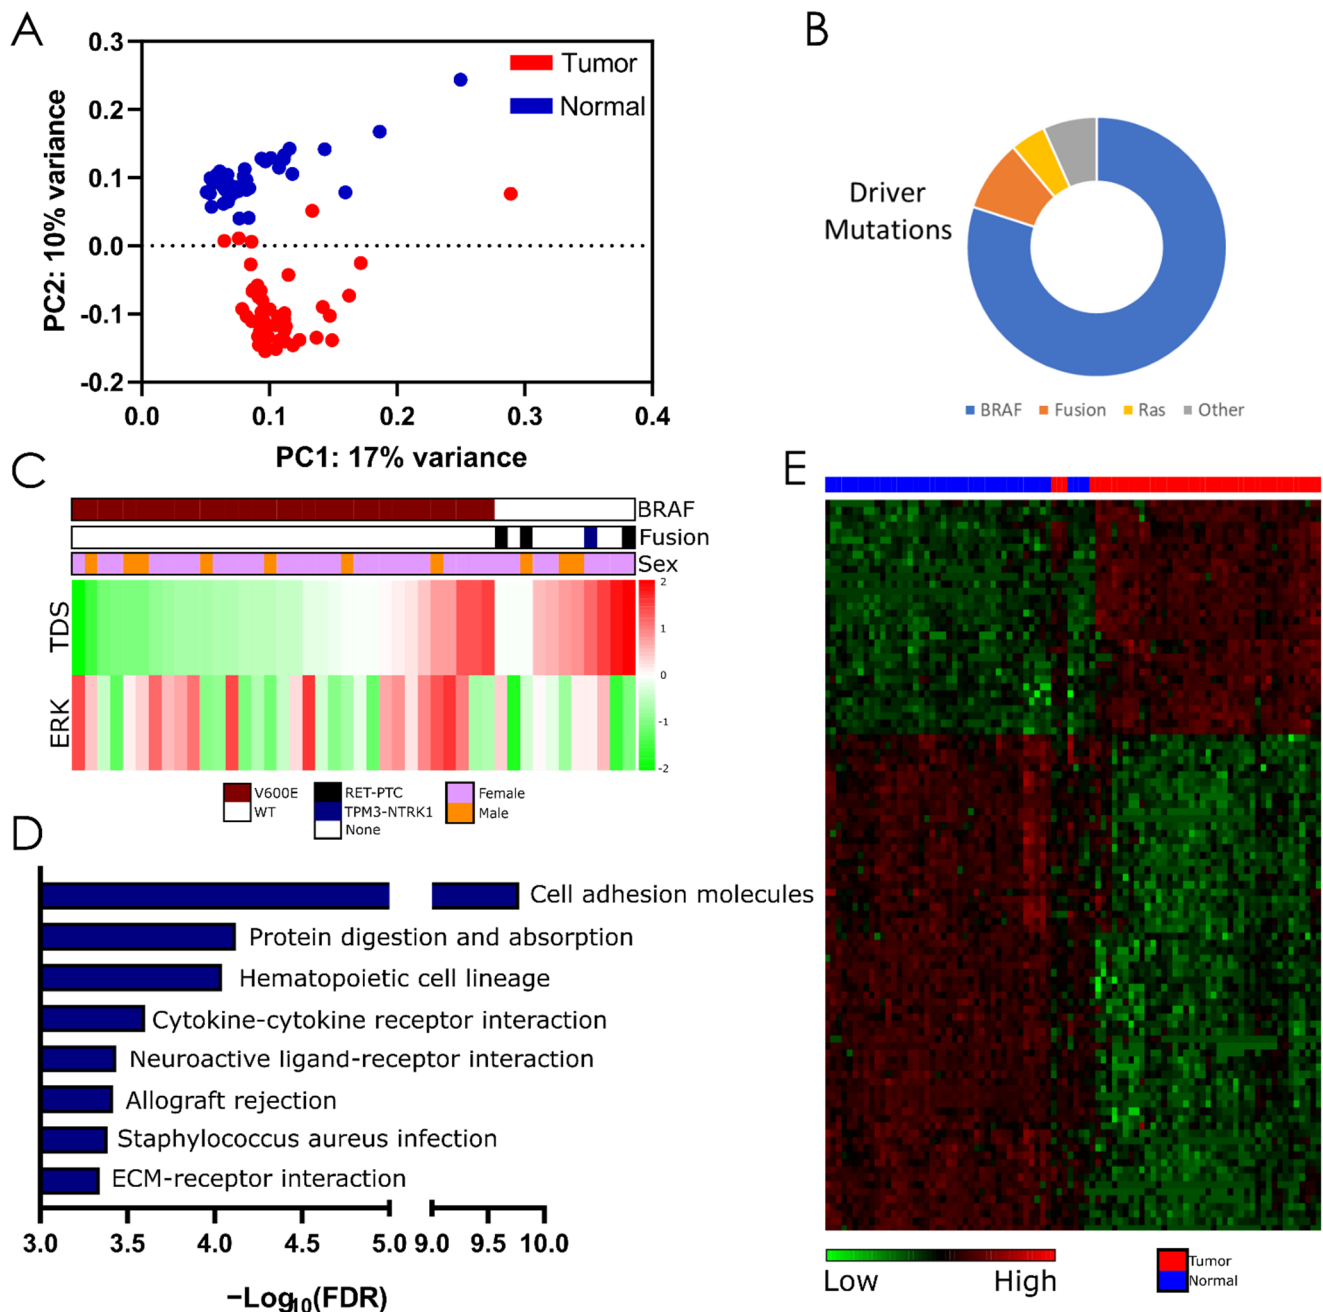 A
0.3
0.2
0.1
0.0
-0.1
-0.2
PC2: 10% variance
Tumor
Normal
0.0 0.1 0.2 0.3 0.4
PC1: 17% variance
B
Driver
Mutations
BRAF Fusion Ras Other
C
BRAF
Fusion
Sex
TDS
ERK
2
1
0
-1
-2
V600E
WT
RET-PTC
TPM3-NTRK1
None
Female
Male
D
Cell adhesion molecules
Protein digestion and absorption
Hematopoietic cell lineage
Cytokine-cytokine receptor interaction
Neuroactive ligand-receptor interaction
Allograft rejection
Staphylococcus aureus infection
ECM-receptor interaction
3.0 3.5 4.0 4.5 5.0 9.0 9.5 10.0
−Log10(FDR)
E
Low High
Tumor
Normal